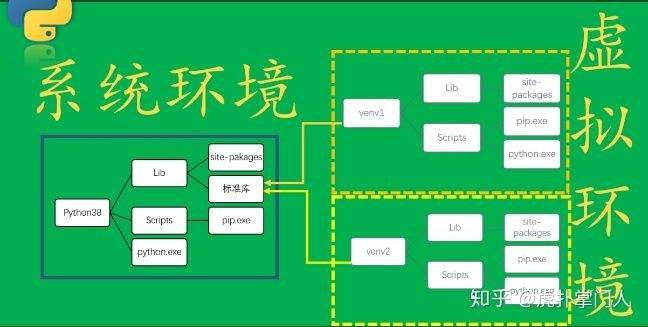 系统环境
虚拟环境
Python38
Lib
site-pakages
标准库
Scripts
pip.exe
python.exe
venv1
Lib
site-
packages
Scripts
pip.exe
python.exe
venv2
Lib
site-
packages
Scripts
pip.exe
python.exe
知乎 @虎扑掌门人